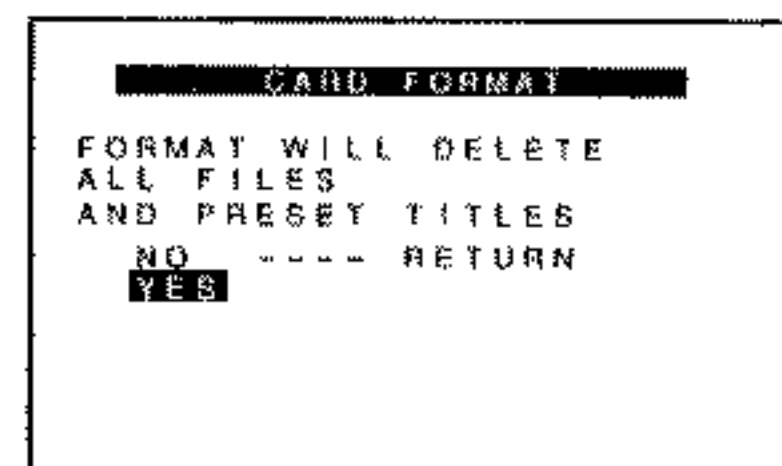 CARD FORMAT
FORMAT WILL DELETE
ALL FILES
AND PRESET TITLES
NO ---- RETURN
YES